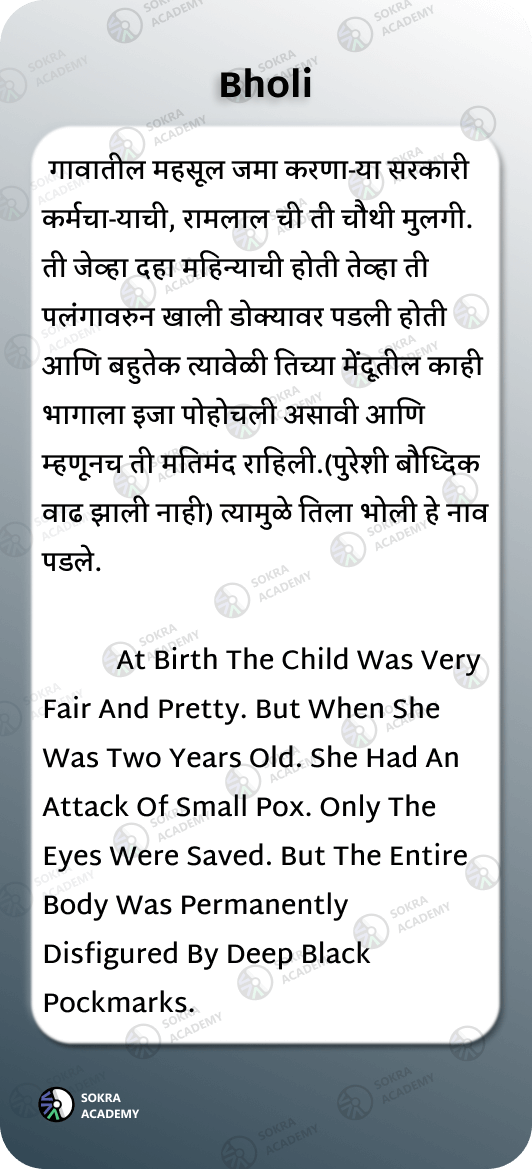 Bholi
गावातील महसूल जमा करणा-या सरकारी
कर्मचा-याची, रामलाल ची ती चौथी मुलगी.
ती जेव्हा दहा महिन्याची होती तेव्हा ती
पलंगावरुन खाली डोक्यावर पडली होती
आणि बहुतेक त्यावेळी तिच्या मेंदूतील काही
भागाला इजा पोहोचली असावी आणि
म्हणूनच ती मतिमंद राहिली.(पुरेशी बौध्दिक
वाढ झाली नाही) त्यामुळे तिला भोली हे नाव
पडले.
At Birth The Child Was Very
Fair And Pretty. But When She
Was Two Years Old. She Had An
Attack Of Small Pox. Only The
Eyes Were Saved. But The Entire
Body Was Permanently
Disfigured By Deep Black
Pockmarks.
SOKRA
ACADEMY